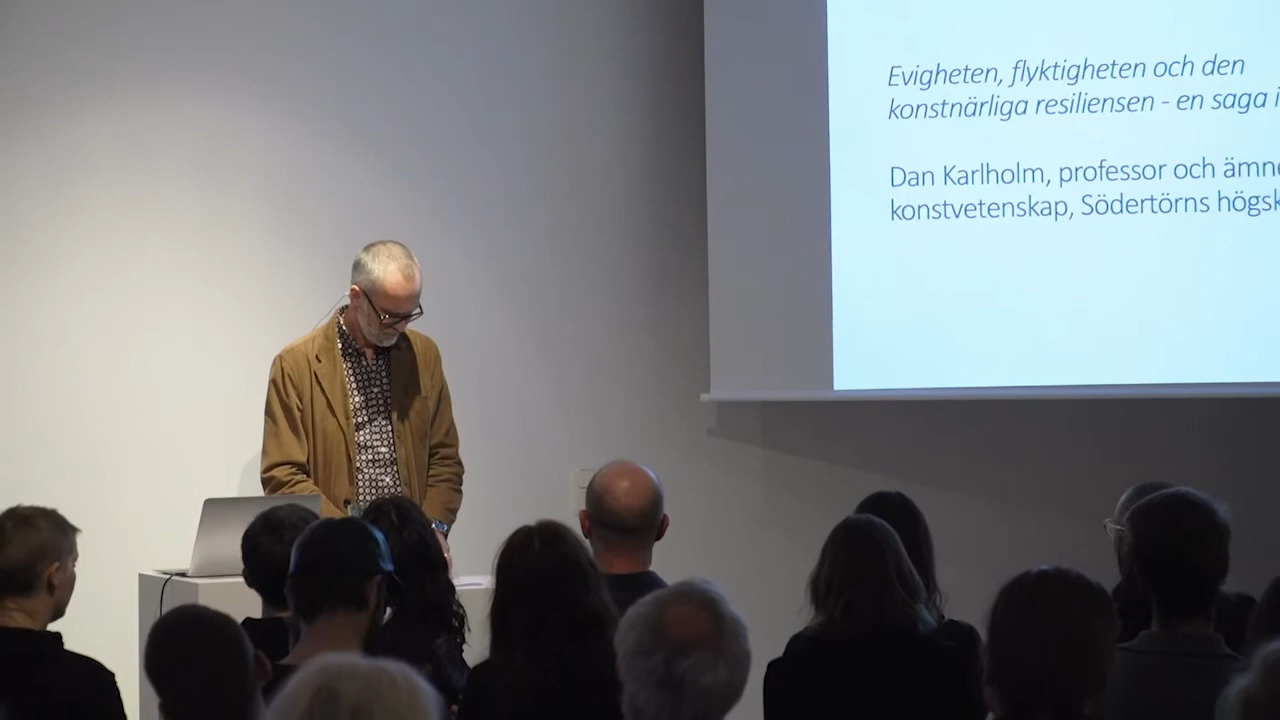 Evigheten, flyktigheten och den
konstnärliga resiliensen - en saga i
Dan Karlholm, professor och ämne
konstvetenskap, Södertörns högsk